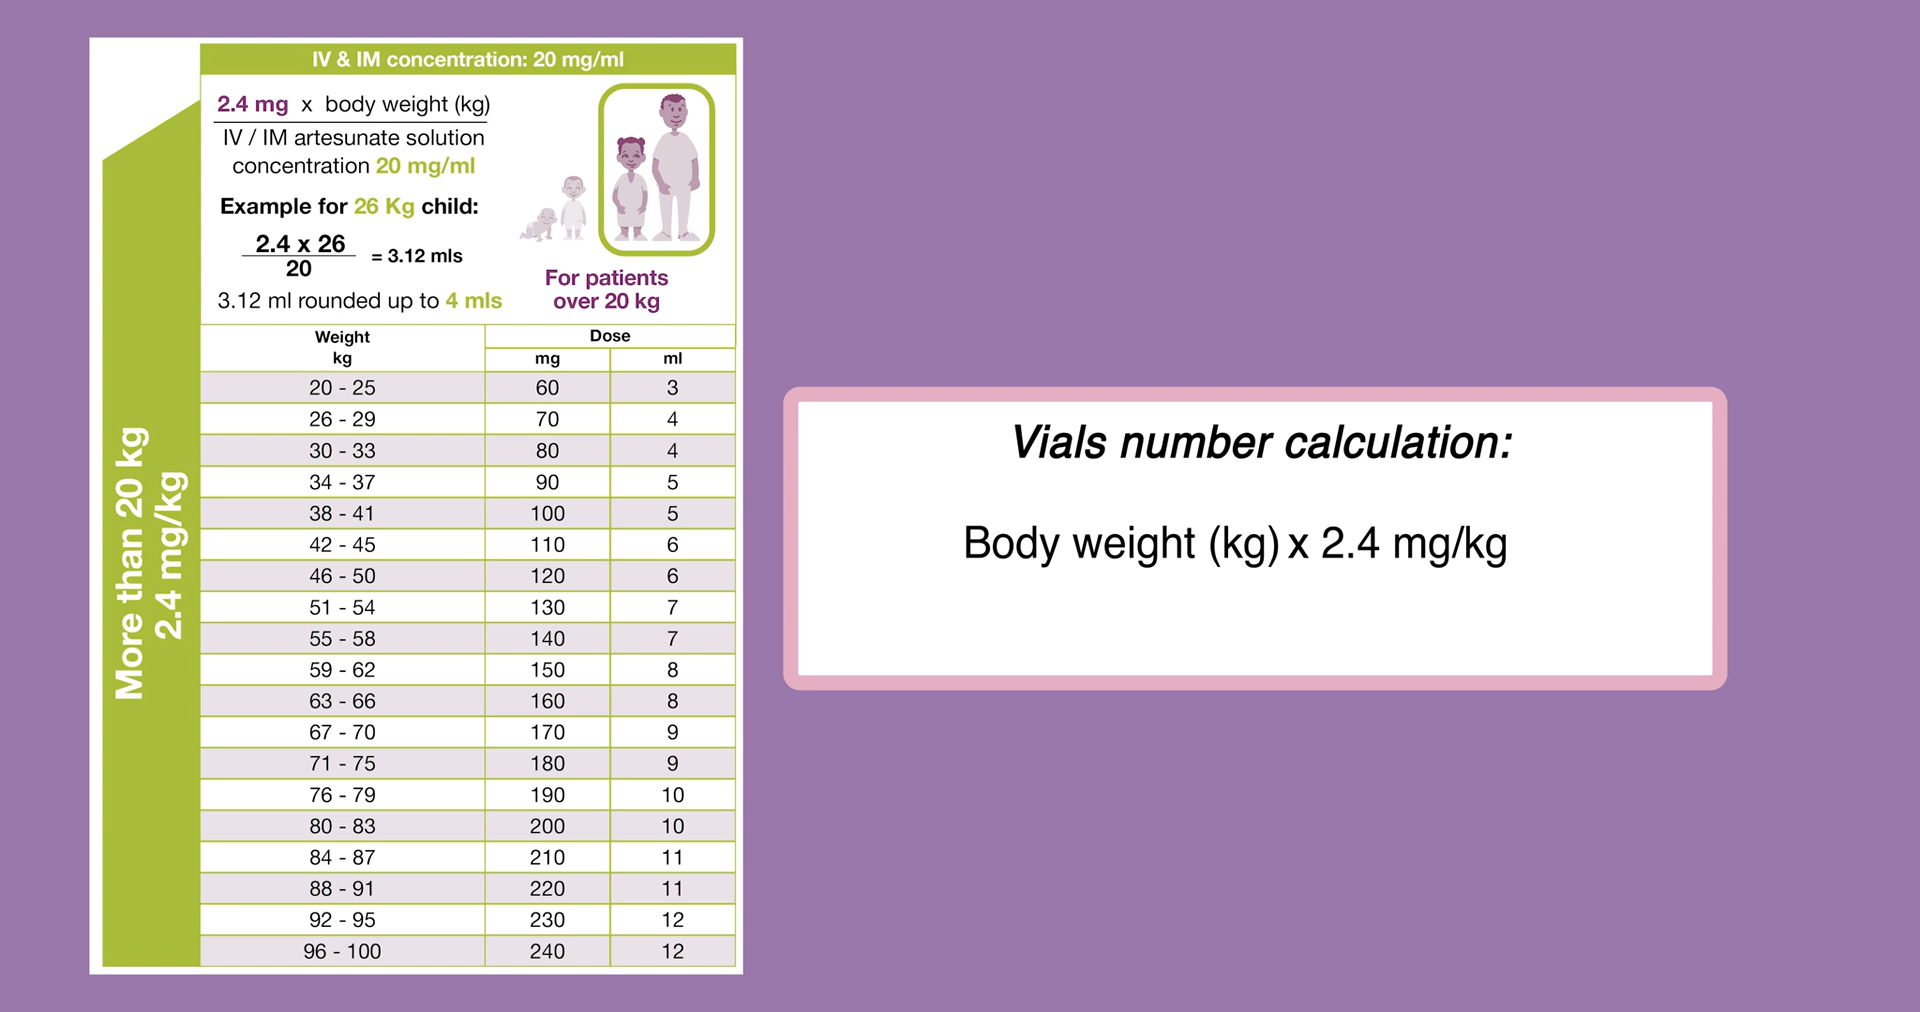 IV & IM concentration: 20 mg/ml
2.4 mg x body weight (kg)
IV / IM artesunate solution
concentration 20 mg/ml
Example for 26 Kg child:
2.4 x 26
20
= 3.12 mls
3.12 ml rounded up to 4 mls
For patients
over 20 kg
More than 20 kg
2.4 mg/kg
Weight
kg
Dose
mg ml
20 - 25 60 3
26 - 29 70 4
30 - 33 80 4
34 - 37 90 5
38 - 41 100 5
42 - 45 110 6
46 - 50 120 6
51 - 54 130 7
55 - 58 140 7
59 - 62 150 8
63 - 66 160 8
67 - 70 170 9
71 - 75 180 9
76 - 79 190 10
80 - 83 200 10
84 - 87 210 11
88 - 91 220 11
92 - 95 230 12
96 - 100 240 12
Vials number calculation:
Body weight (kg) x 2.4 mg/kg